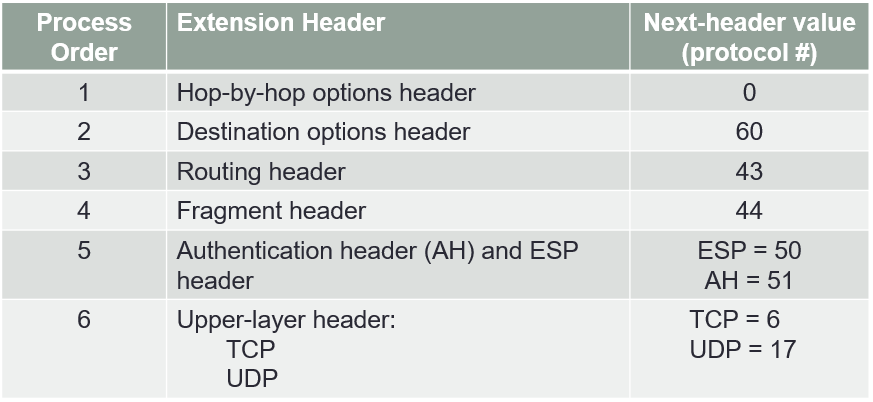 Process Order
Extension Header
Next-header value (protocol #)
1 Hop-by-hop options header 0
2 Destination options header 60
3 Routing header 43
4 Fragment header 44
5 Authentication header (AH) and ESP header ESP = 50 AH = 51
6 Upper-layer header: TCP = 6
TCP UDP = 17
UDP